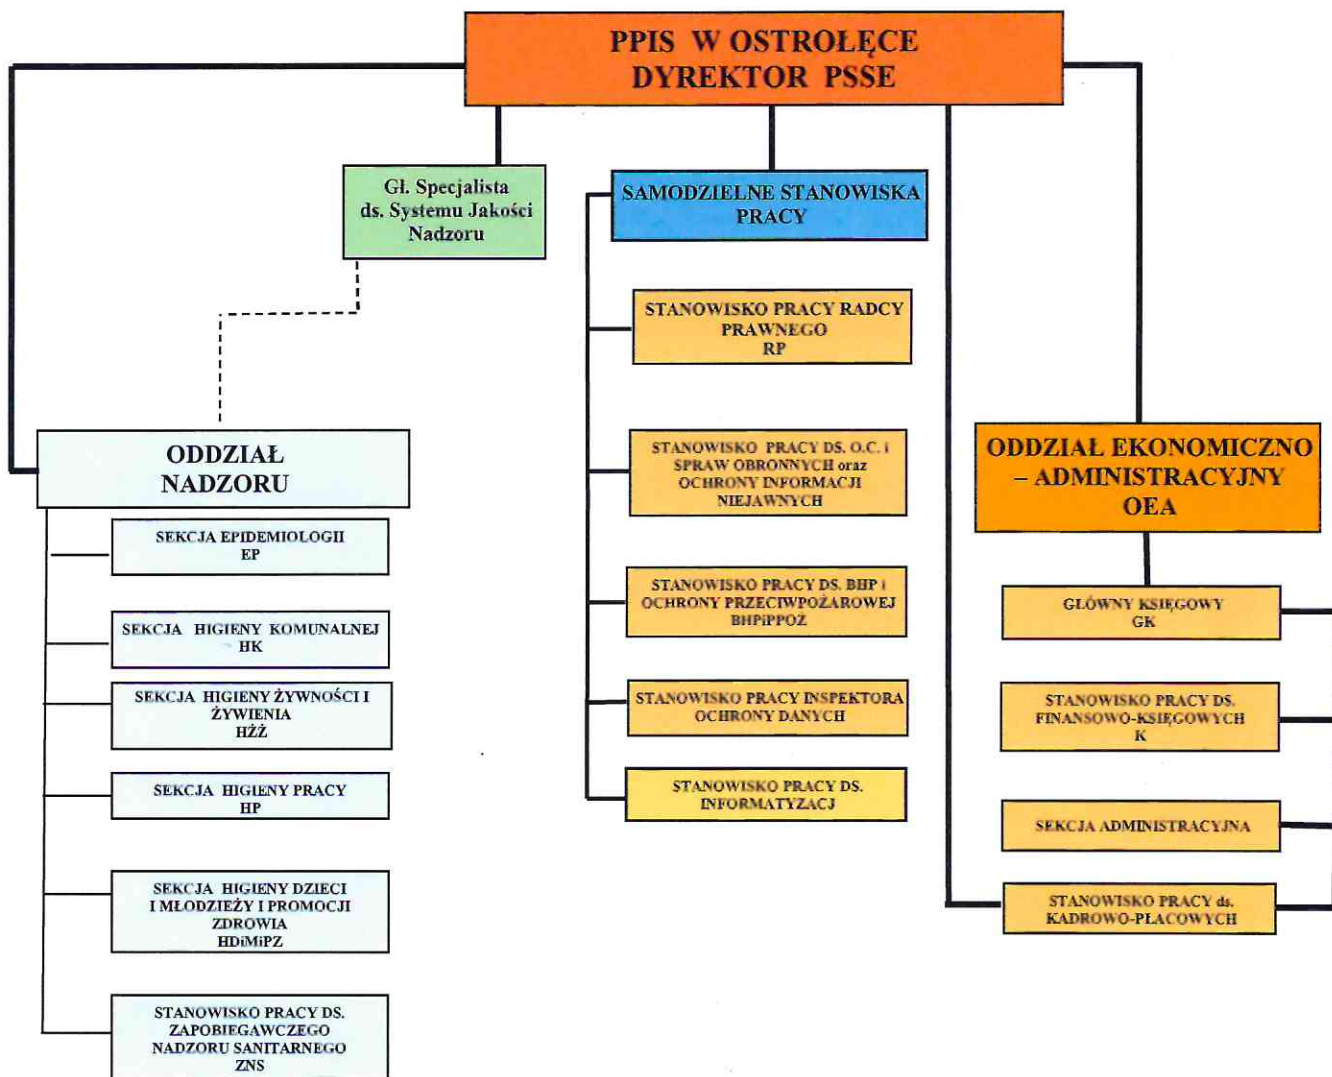 PPIS W OSTROŁĘCE
DYREKTOR PSSE
Gł. Specjalista
ds. Systemu Jakości
Nadzoru
SAMODZIELNE STANOWISKA
PRACY
STANOWISKO PRACY RADCY
PRAWNEGO
RP
STANOWISKO PRACY DS. O.C. i
SPRAW OBRONNYCH oraz
OCHRONY INFORMACJI
NIEJAWNYCH
STANOWISKO PRACY DS. BHP i
OCHRONY PRZECIWPOŻAROWEJ
BHPiPPOŻ
STANOWISKO PRACY INSPEKTORA
OCHRONY DANYCH
STANOWISKO PRACY DS.
INFORMATYZACJ
ODDZIAŁ
NADZORU
SEKCJA EPIDEMIOLOGII
EP
SEKCJA HIGIENY KOMUNALNEJ
HK
SEKCJA HIGIENY ŻYWNOŚCI I
ŻYWIENIA
HŻŻ
SEKCJA HIGIENY PRACY
HP
SEKCJA HIGIENY DZIECI
I MŁODZIEŻY I PROMOCJI
ZDROWIA
HDiMiPZ
STANOWISKO PRACY DS.
ZAPOBIEGAWCZEGO
NADZORU SANITARNEGO
ZNS
ODDZIAŁ EKONOMICZNO
– ADMINISTRACYJNY
OEA
GŁÓWNY KSIĘGOWY
GK
STANOWISKO PRACY DS.
FINANSOWO-KSIĘGOWYCH
K
SEKCJA ADMINISTRACYJNA
STANOWISKO PRACY ds.
KADROWO-PŁACOWYCH